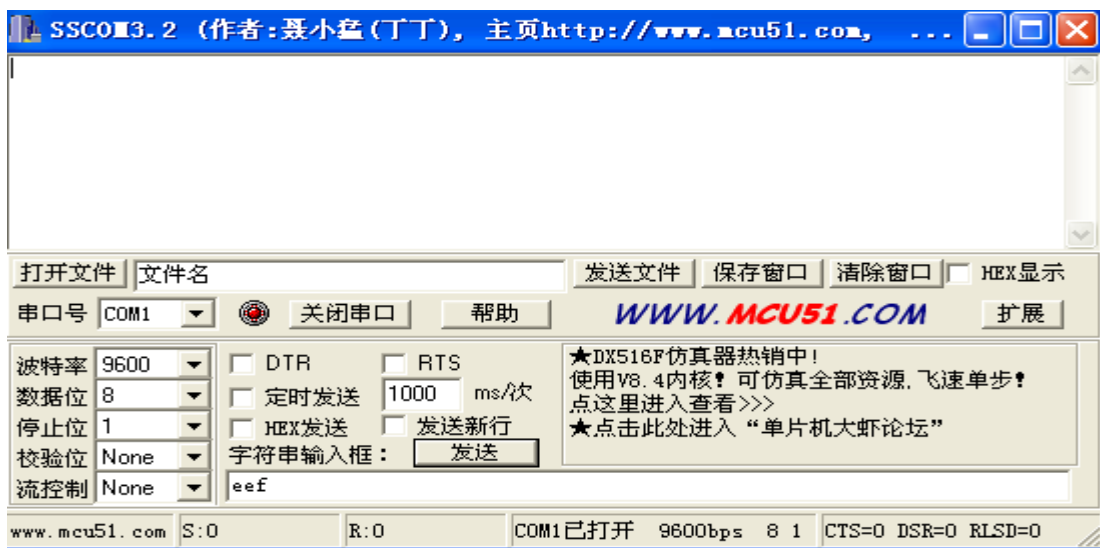 SSCOM3.2 (作者:聂小猛(丁丁), 主页http://www.mcu51.com, ...
打开文件 文件名 发送文件 保存窗口 清除窗口 HEX显示
串口号 COM1 关闭串口 帮助 WWW.MCU51.COM 扩展
波特率 9600 DTR RTS ★DX516F仿真器热销中!
数据位 8 定时发送 1000 ms/次 使用V8.4内核! 可仿真全部资源,飞速单步!
停止位 1 HEX发送 发送新行 点这里进入查看>>>
校验位 None 字符串输入框: 发送 ★点击此处进入“单片机大虾论坛”
流控制 None eef
www.mcu51.com S:0 R:0 COM1已打开 9600bps 8 1 CTS=0 DSR=0 RLSD=0